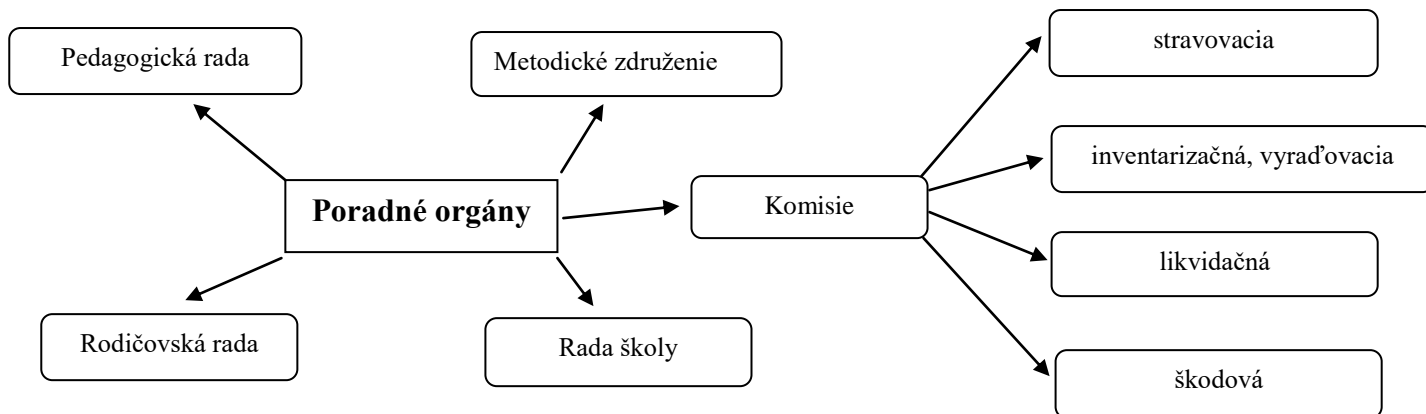 Pedagogická rada
Metodické združenie
stravovacia
inventarizačná, vyraďovacia
Poradné orgány
Komisie
likvidačná
Rodičovská rada
Rada školy
škodová